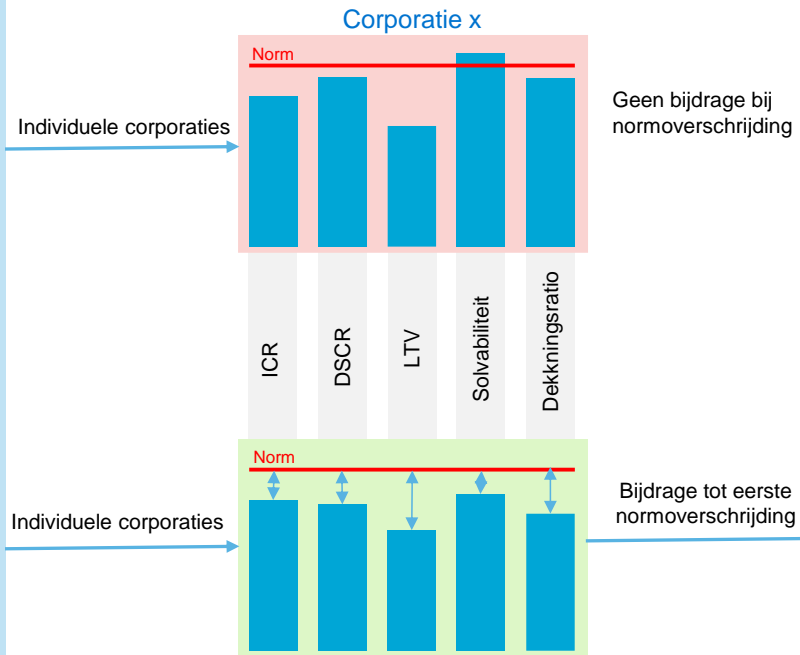 Corporatie x
Norm
Individuele corporaties
Geen bijdrage bij
normoverschrijding
ICR
DSCR
LTV
Solvabiliteit
Dekkningsratio
Norm
Individuele corporaties
Bijdrage tot eerste
normoverschrijding